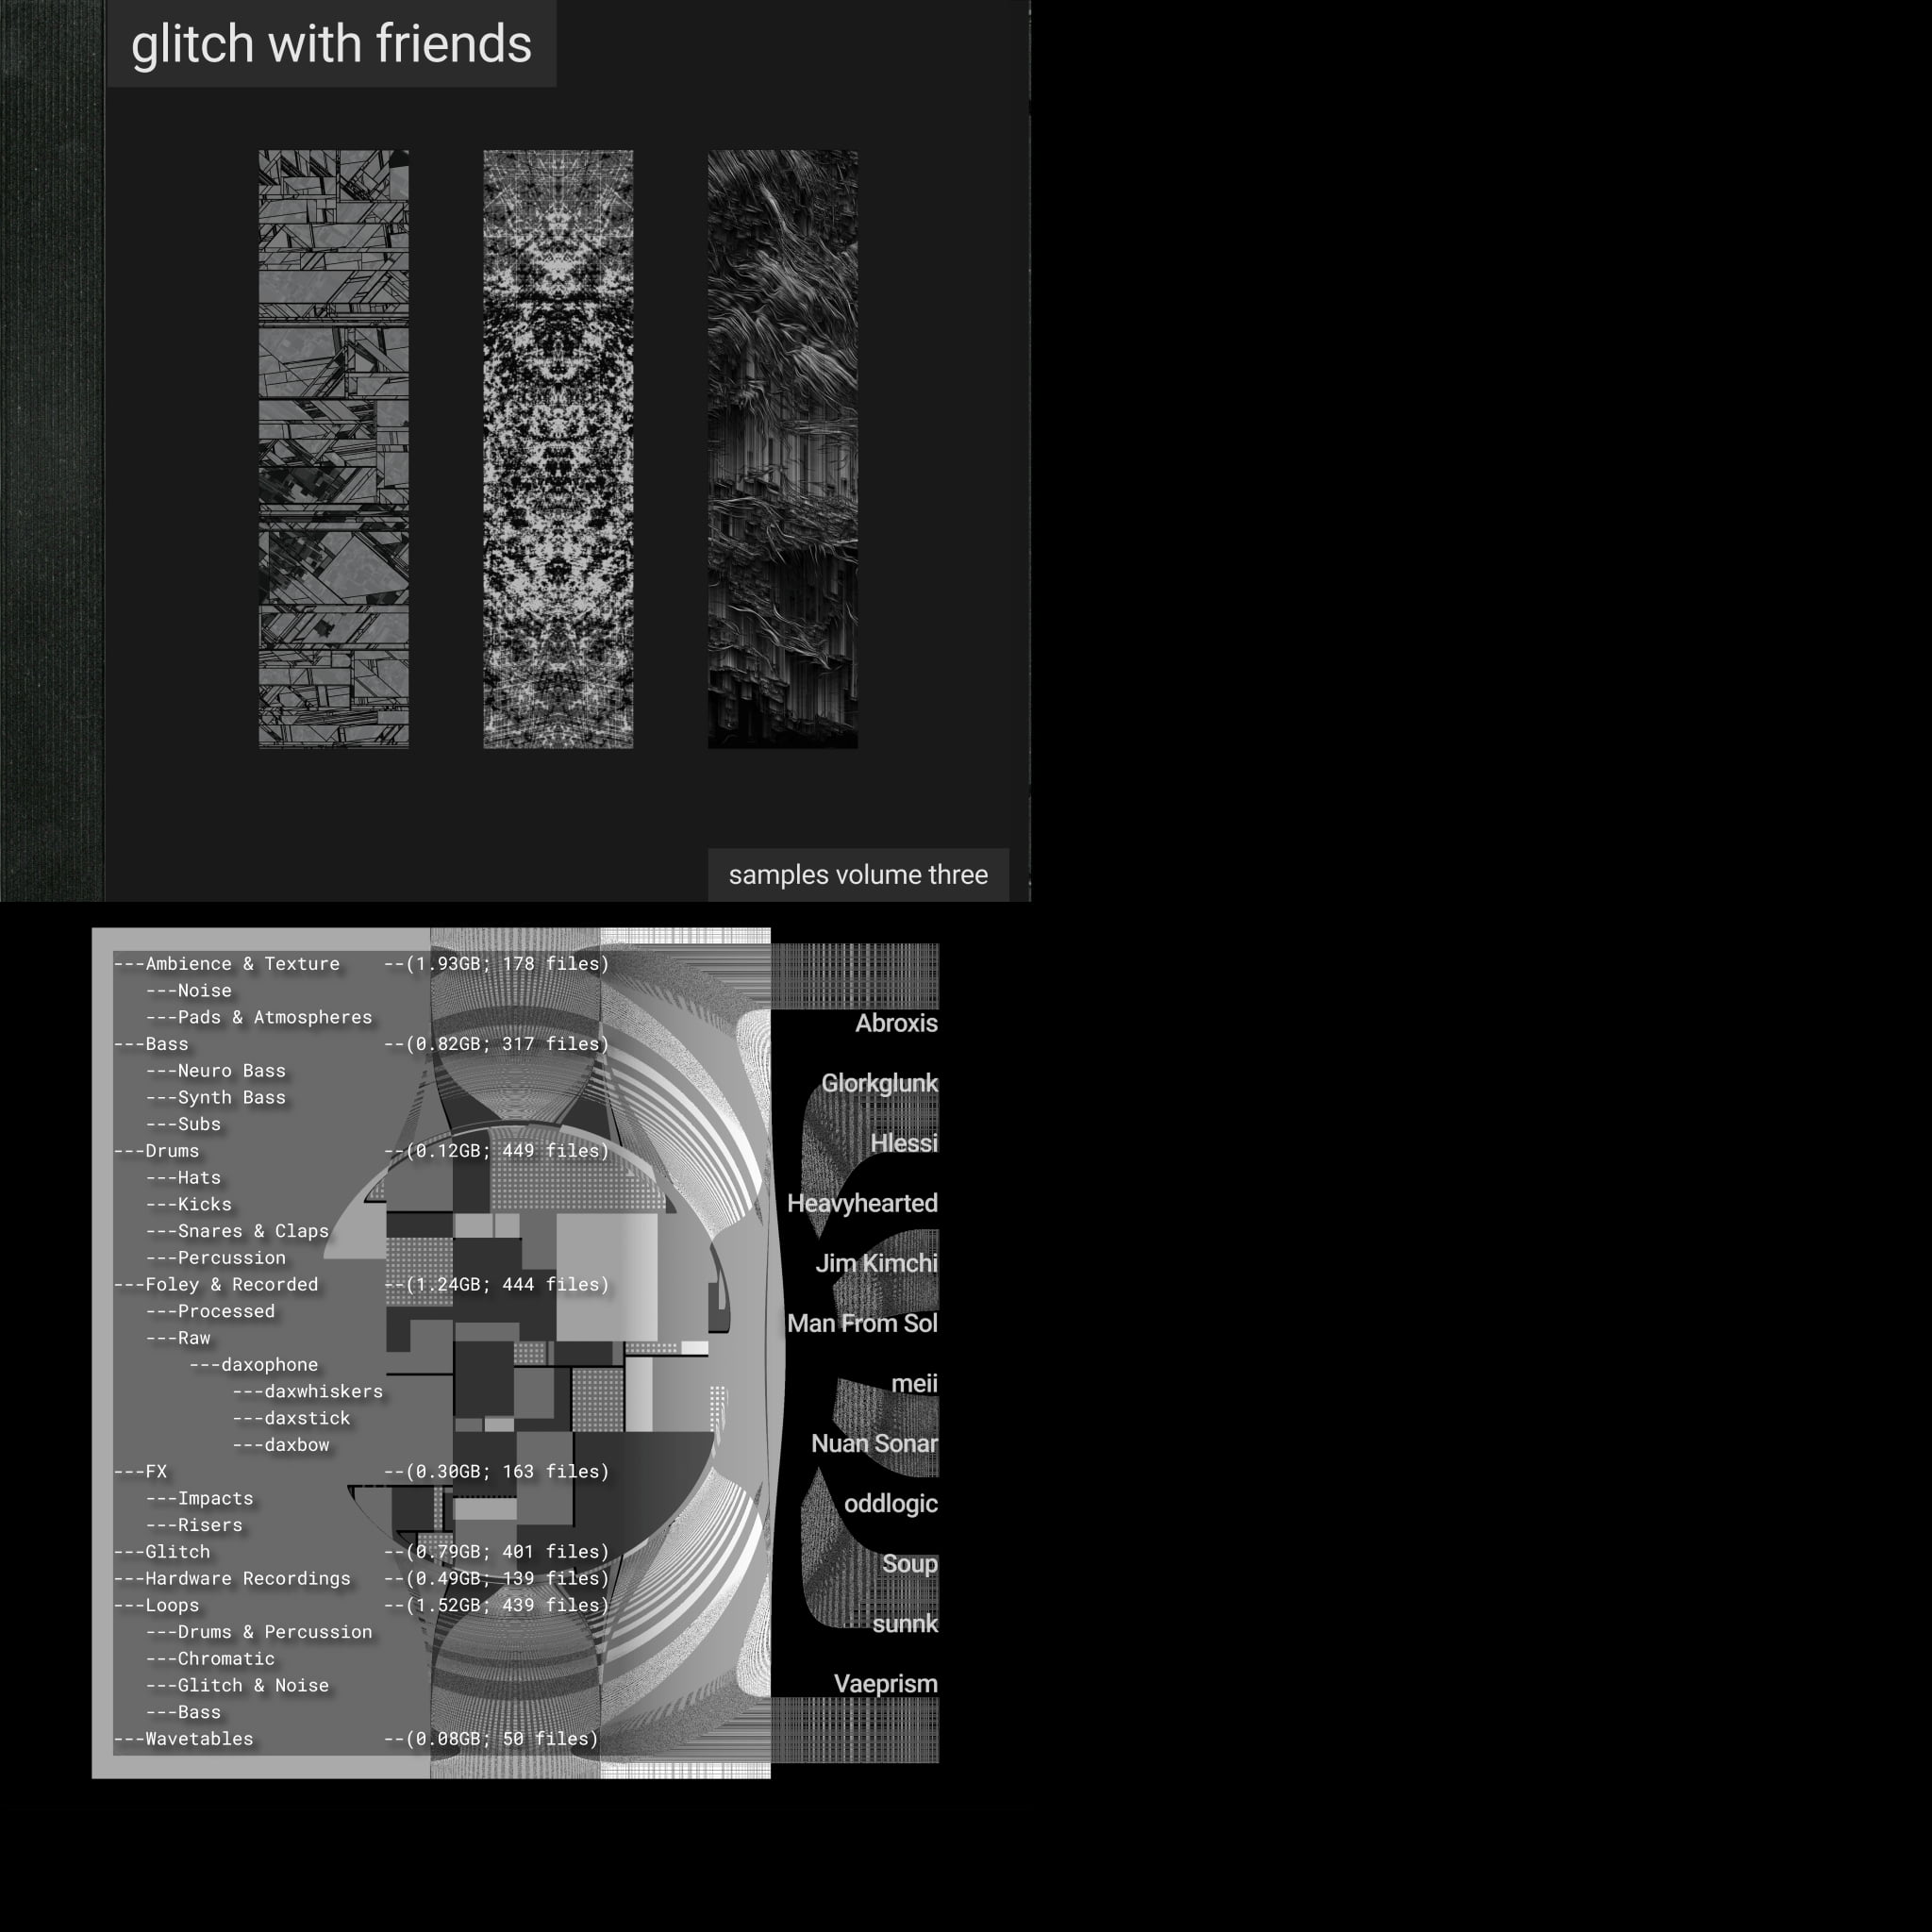 glitch with friends
samples volume three
---Ambience & Texture --(1.93GB; 178 files)
---Noise
---Pads & Atmospheres
---Bass --(0.82GB; 317 files)
---Neuro Bass
---Synth Bass
---Subs
---Drums --(0.12GB; 449 files)
---Hats
---Kicks
---Snares & Claps
---Percussion
---Foley & Recorded --(1.24GB; 444 files)
---Processed
---Raw
---daxophone
---daxwhiskers
---daxstick
---daxbow
---FX --(0.30GB; 163 files)
---Impacts
---Risers
---Glitch --(0.79GB; 401 files)
---Hardware Recordings --(0.49GB; 139 files)
---Loops --(1.52GB; 439 files)
---Drums & Percussion
---Chromatic
---Glitch & Noise
---Bass
---Wavetables --(0.08GB; 50 files)
Abroxis
Glorkglunk
Hlessi
Heavyhearted
Jim Kimchi
Man From Sol
meii
Nuan Sonar
oddlogic
Soup
sunnk
Vaeprism